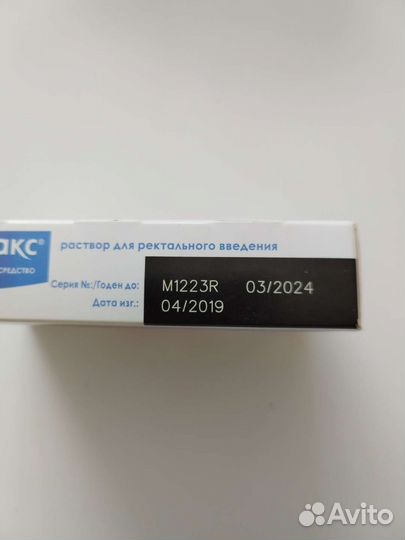 акс®
средство
раствор для ректального введения
Серия №:/Годен до: M1223R 03/2024
Дата изг.: 04/2019
Avito